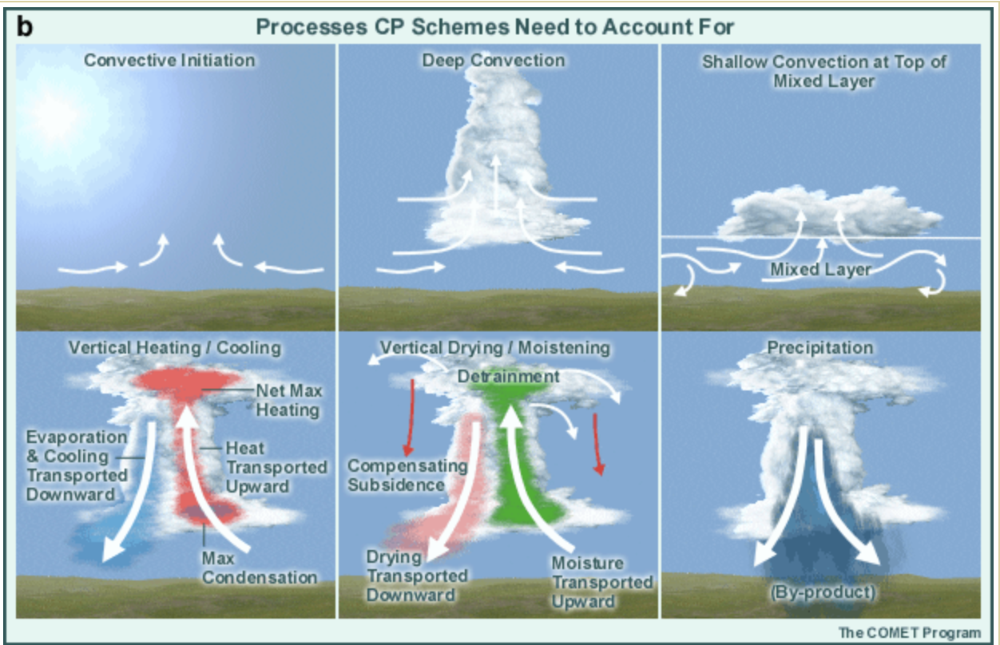 b
Processes CP Schemes Need to Account For
Convective Initiation
Deep Convection
Shallow Convection at Top of
Mixed Layer
Mixed Layer
Vertical Heating / Cooling
Net Max
Heating
Evaporation
& Cooling
Transported
Downward
Heat
Transported
Upward
Max
Condensation
Vertical Drying / Moistening
Detrainment
Compensating
Subsidence
Drying
Transported
Downward
Moisture
Transported
Upward
Precipitation
(By-product)
The COMET Program